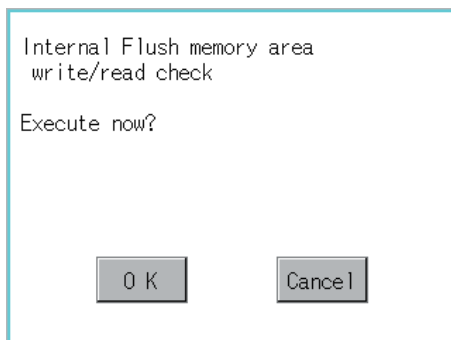 Internal Flush memory area
write/read check
Execute now?
O K Cancel